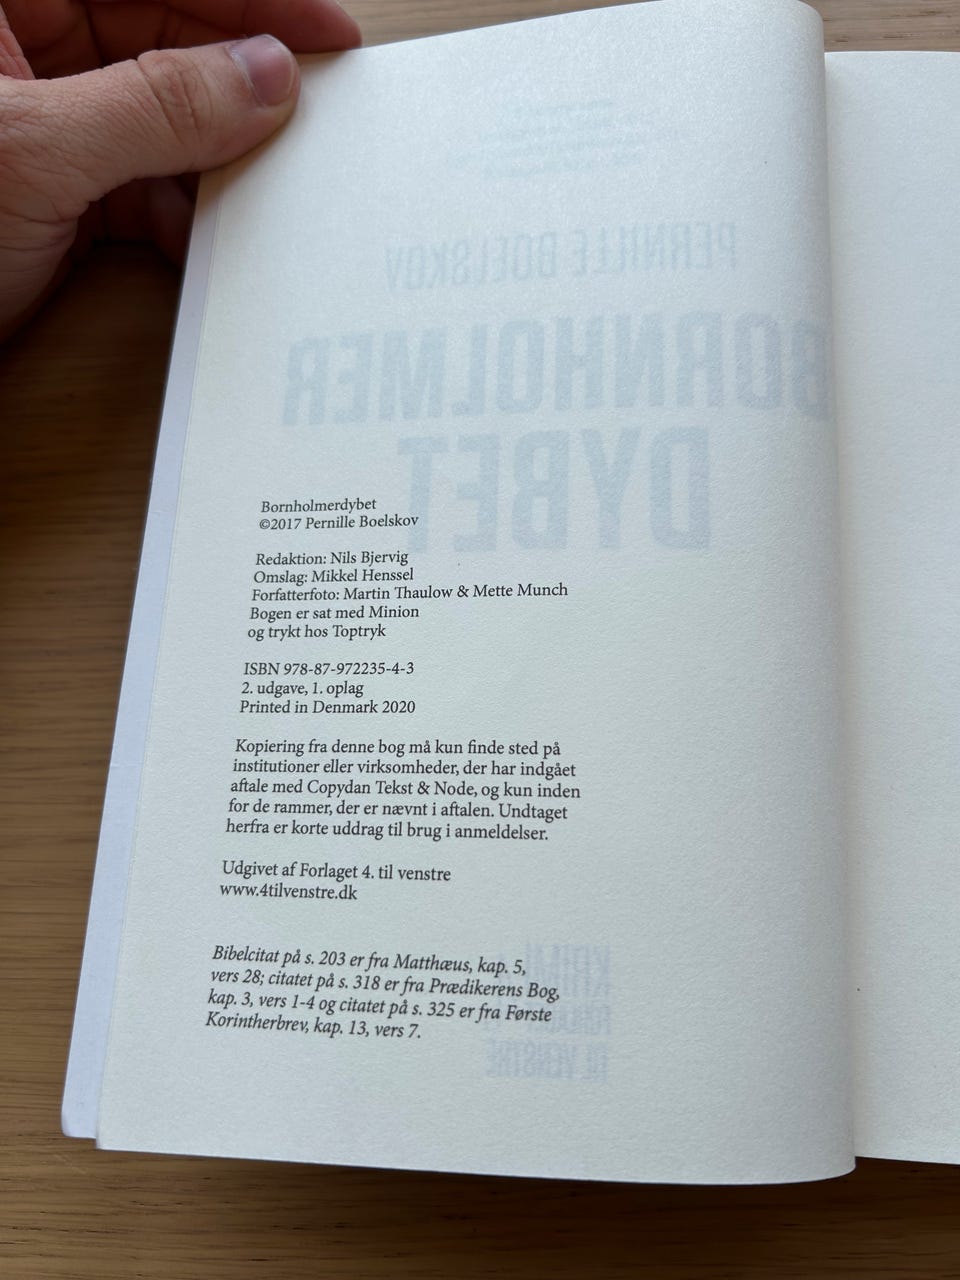 PERNILLE BOELSKOV
BORNHOLMER
DYBET
Bornholmerdybet
©2017 Pernille Boelskov
Redaktion: Nils Bjervig
Omslag: Mikkel Henssel
Forfatterfoto: Martin Thaulow & Mette Munch
Bogen er sat med Minion
og trykt hos Toptryk
ISBN 978-87-972235-4-3
2. udgave, 1. oplag
Printed in Denmark 2020
Kopiering fra denne bog må kun finde sted på
institutioner eller virksomheder, der har indgået
aftale med Copydan Tekst & Node, og kun inden
for de rammer, der er nævnt i aftalen. Undtaget
herfra er korte uddrag til brug i anmeldelser.
Udgivet af Forlaget 4. til venstre
www.4tilvenstre.dk
Bibelcitat på s. 203 er fra Matthæus, kap. 5,
vers 28; citatet på s. 318 er fra Prædikerens Bog,
kap. 3, vers 1-4 og citatet på s. 325 er fra Første
Korintherbrev, kap. 13, vers 7.
TIL VENSTRE